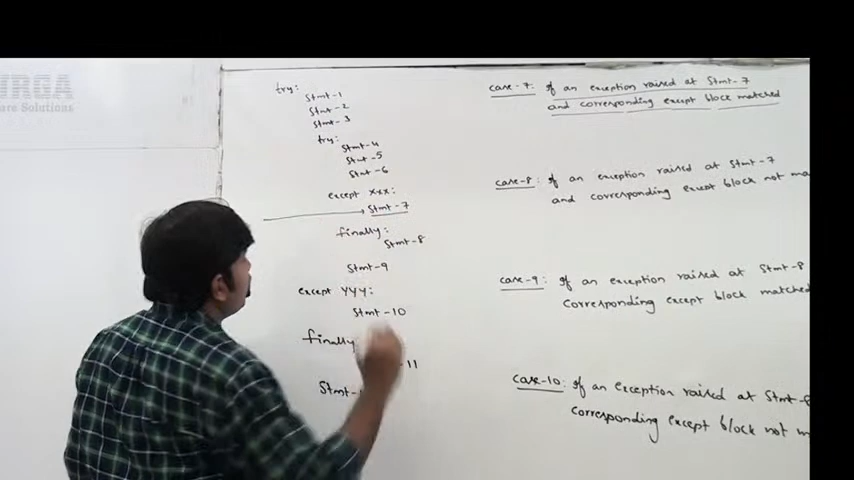 URGA
are Solutions
try:
Stmt-1
Stmt-2
Stmt-3
try:
Stmt-4
Stmt-5
Stmt-6
except xxx:
Stmt-7
finally:
Stmt-8
Stmt-9
except YYY:
Stmt-10
finally
-11
Stmt-
case-7: If an exception raised at Stmt-7
and corresponding except block matched
case-8: If an exception raised at Stmt-7
and corresponding except block not ma
case-9: If an exception raised at Stmt-8
corresponding except block matched
case-10: If an exception raised at Stmt-8
corresponding except block not m